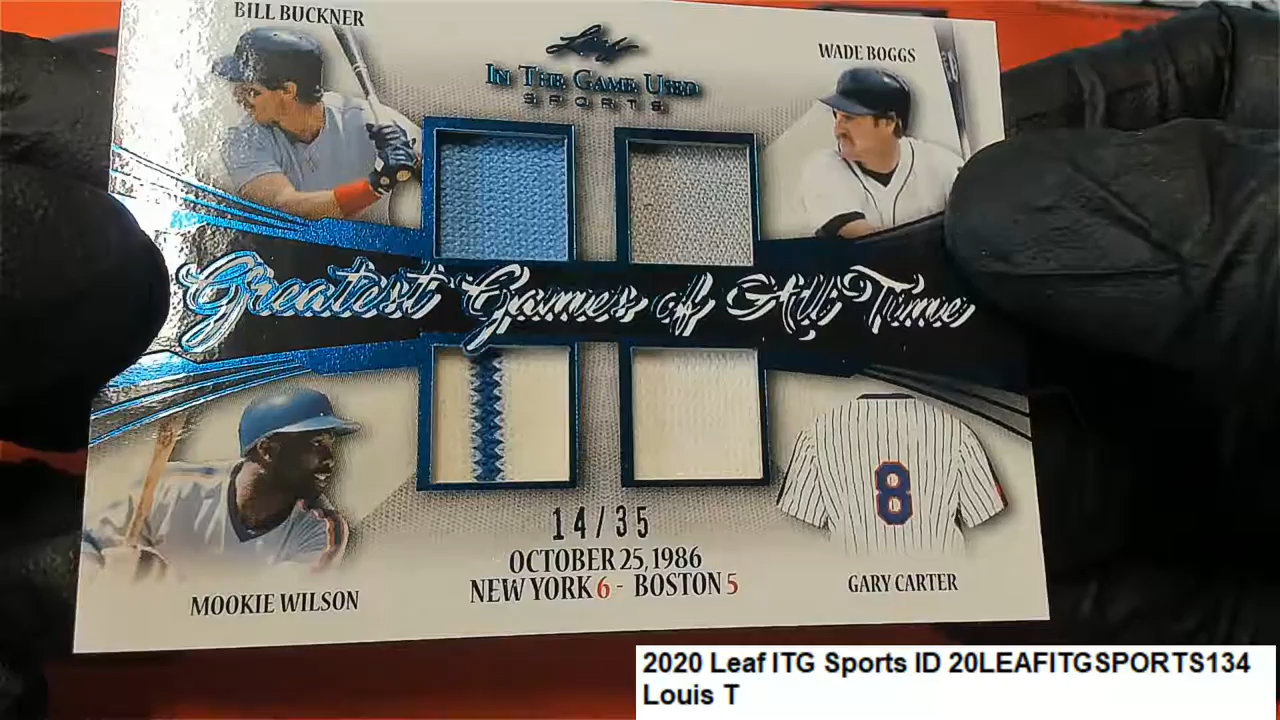 BILL BUCKNER
Leaf
IN THE GAME USED
SPORTS
WADE BOGGS
Greatest Games of All Time
8
14/35
OCTOBER 25, 1986
NEW YORK 6 - BOSTON 5
MOOKIE WILSON
GARY CARTER
2020 Leaf ITG Sports ID 20LEAFITGSPORTS134
Louis T